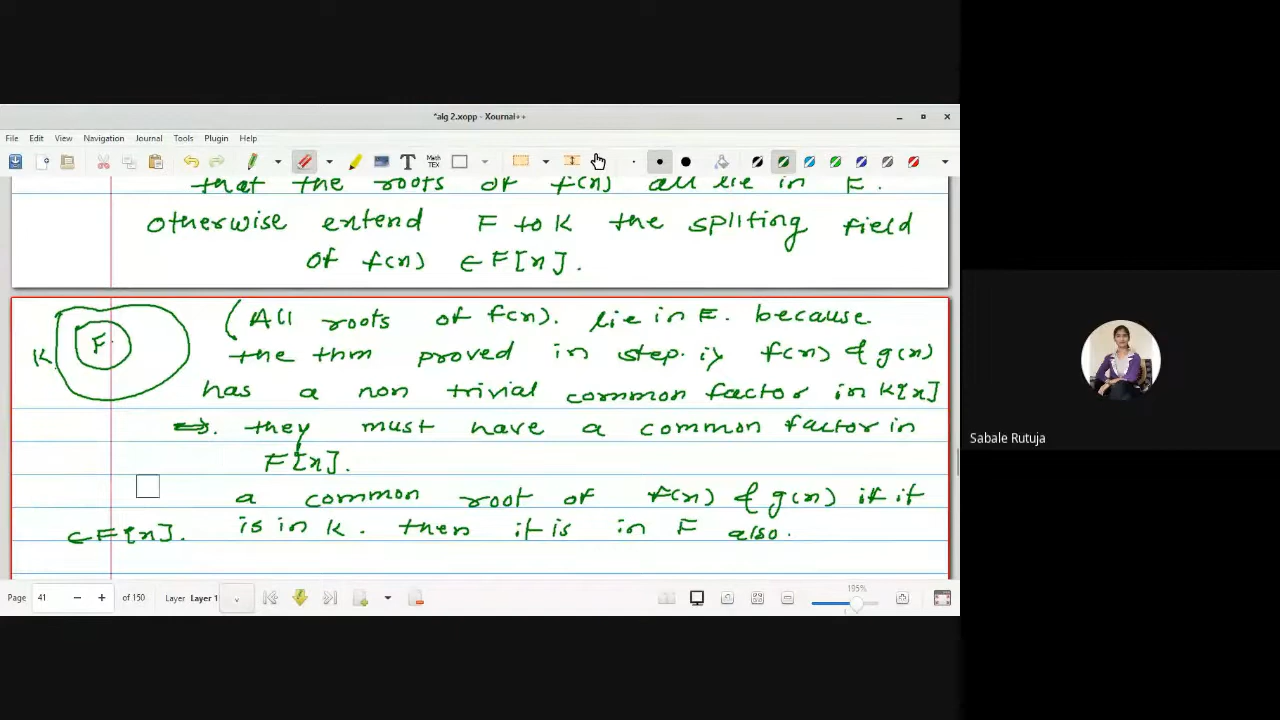 *alg 2.xopp - Xournal++
File Edit View Navigation Journal Tools Plugin Help
that the roots of f(x) all lie in F.
otherwise extend F to K the spliting field
of f(x) ∈ F[x].
(All roots of f(x). lie in F. because
F
K
the thm proved in step. i> f(x) & g(x)
has a non trivial common factor in K[x]
⇒. they must have a common factor in
F[x].
a common root of f(x) & g(x) if it
∈F[x]. is in K. then it is in F also.
Sabale Rutuja
Page 41 of 150 Layer Layer 1 195%